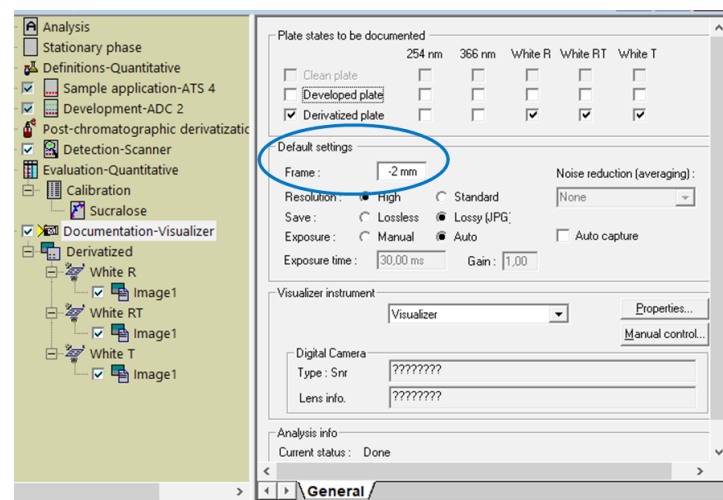 Analysis
Stationary phase
Definitions-Quantitative
Sample application-ATS 4
Development-ADC 2
Post-chromatographic derivatizatic
Detection-Scanner
Evaluation-Quantitative
Calibration
Sucralose
Documentation-Visualizer
Derivatized
White R
Image1
White RT
Image1
White T
Image1
Plate states to be documented
254 nm 366 nm White R White RT White T
Clean plate
Developed plate
Derivatized plate
Default settings
Frame : -2 mm
Noise reduction (averaging) :
Resolution : High Standard
None
Save : Lossless Lossy (JPG)
Exposure : Manual Auto
Auto capture
Exposure time : 30,00 ms Gain : 1,00
Visualizer instrument
Visualizer
Properties...
Manual control...
Digital Camera
Type : Snr ????????
Lens info. ????????
Analysis info
Current status : Done
General